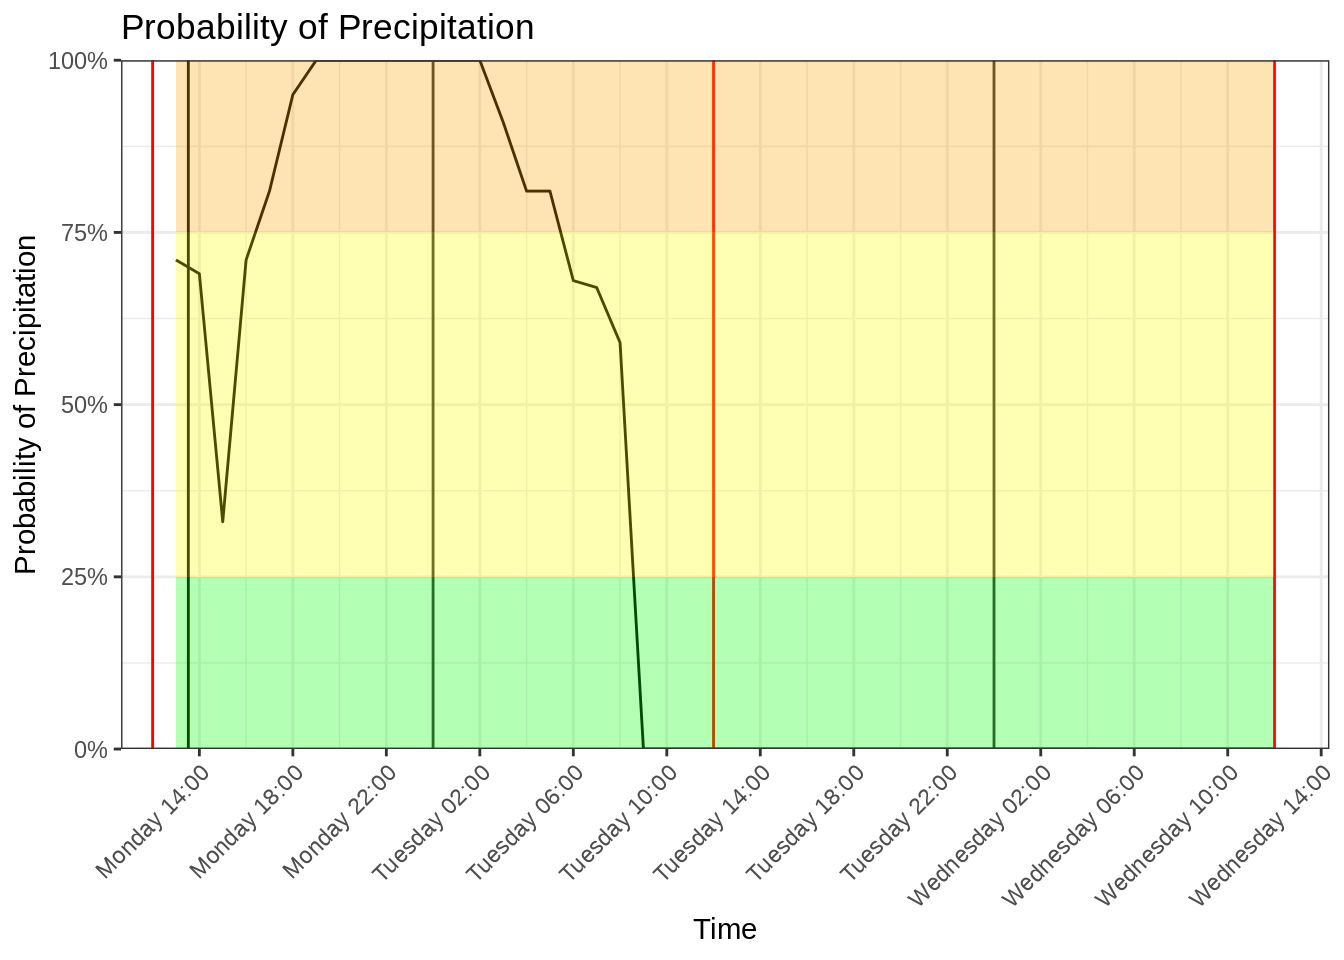 Probability of Precipitation
Probability of Precipitation
100%
75%
50%
25%
0%
Monday 14:00
Monday 18:00
Monday 22:00
Tuesday 02:00
Tuesday 06:00
Tuesday 10:00
Tuesday 14:00
Tuesday 18:00
Tuesday 22:00
Wednesday 02:00
Wednesday 06:00
Wednesday 10:00
Wednesday 14:00
Time